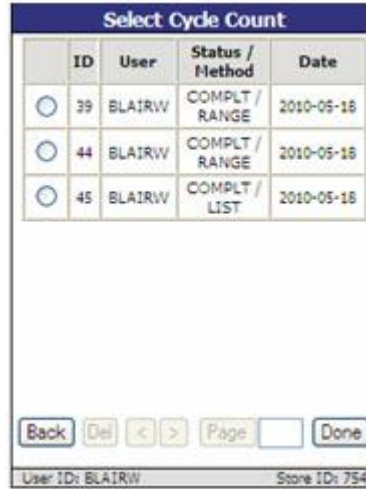 Select Cycle Count
ID User Status / Method Date
39 BLAIRW COMPLT / RANGE 2010-05-18
44 BLAIRW COMPLT / RANGE 2010-05-18
45 BLAIRW COMPLT / LIST 2010-05-18
Back Del < > Page Done
User ID: BLAIRW Store ID: 754